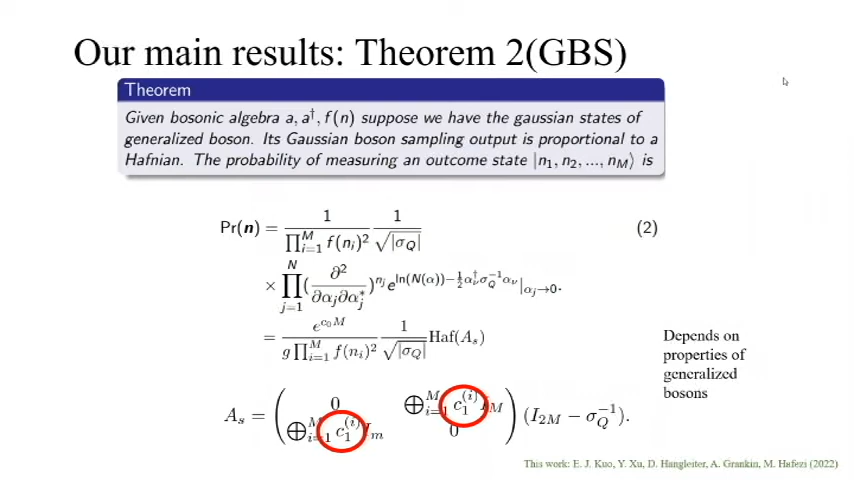 Our main results: Theorem 2(GBS)
Theorem
Given bosonic algebra a, a†, f(n) suppose we have the gaussian states of
generalized boson. Its Gaussian boson sampling output is proportional to a
Hafnian. The probability of measuring an outcome state |n₁, n₂, ..., n_M⟩ is
Pr(n) = 1 / ∏_{i=1}^{M} f(n_i)² 1 / √|σ_Q| (2)
× ∏_{j=1}^{N} (∂² / ∂α_j ∂α_j^*)^{n_j} e^{ln(N(α)) − ½ α_ν^† σ_Q^{−1} α_ν} |_{α_j→0}.
= e^{c₀M} / g ∏_{i=1}^{M} f(n_i)² 1 / √|σ_Q| Haf(A_s)
Depends on
properties of
generalized
bosons
A_s = ( 0 ⊕_{i=1}^{M} c_1^{(i)} I_M
⊕_{i=1}^{M} c_1^{(i)} I_m 0 ) (I_{2M} − σ_Q^{−1}).
This work: E. J. Kuo, Y. Xu, D. Hangleiter, A. Grankin, M. Hafezi (2022)